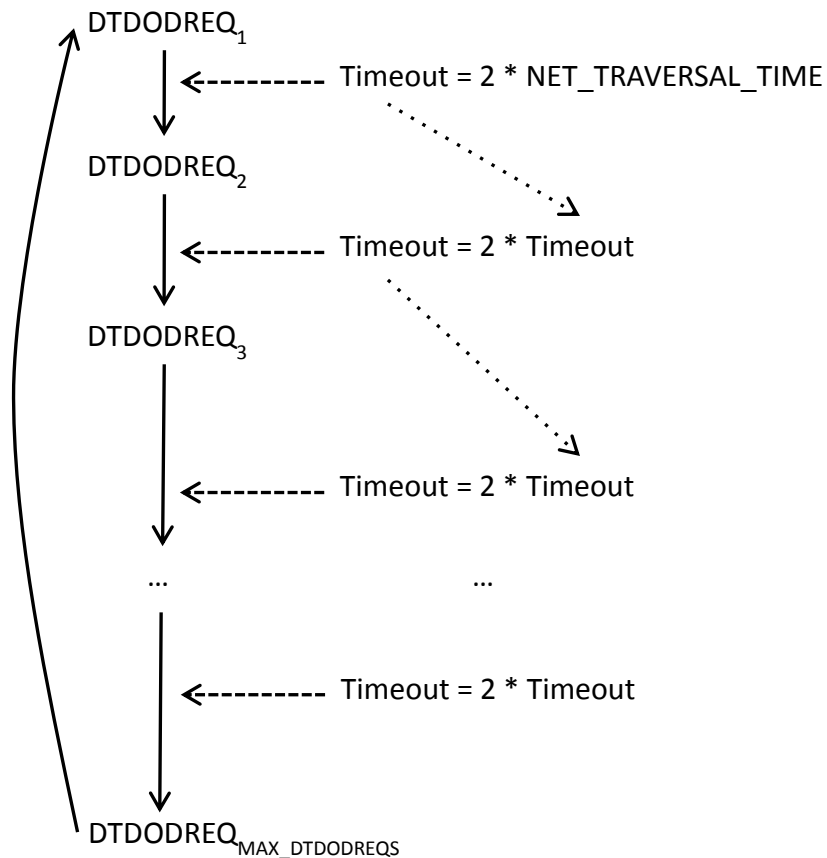 DTDODREQ1
Timeout = 2 * NET_TRAVERSAL_TIME
DTDODREQ2
Timeout = 2 * Timeout
DTDODREQ3
Timeout = 2 * Timeout
... ...
Timeout = 2 * Timeout
DTDODREQMAX_DTDODREQS